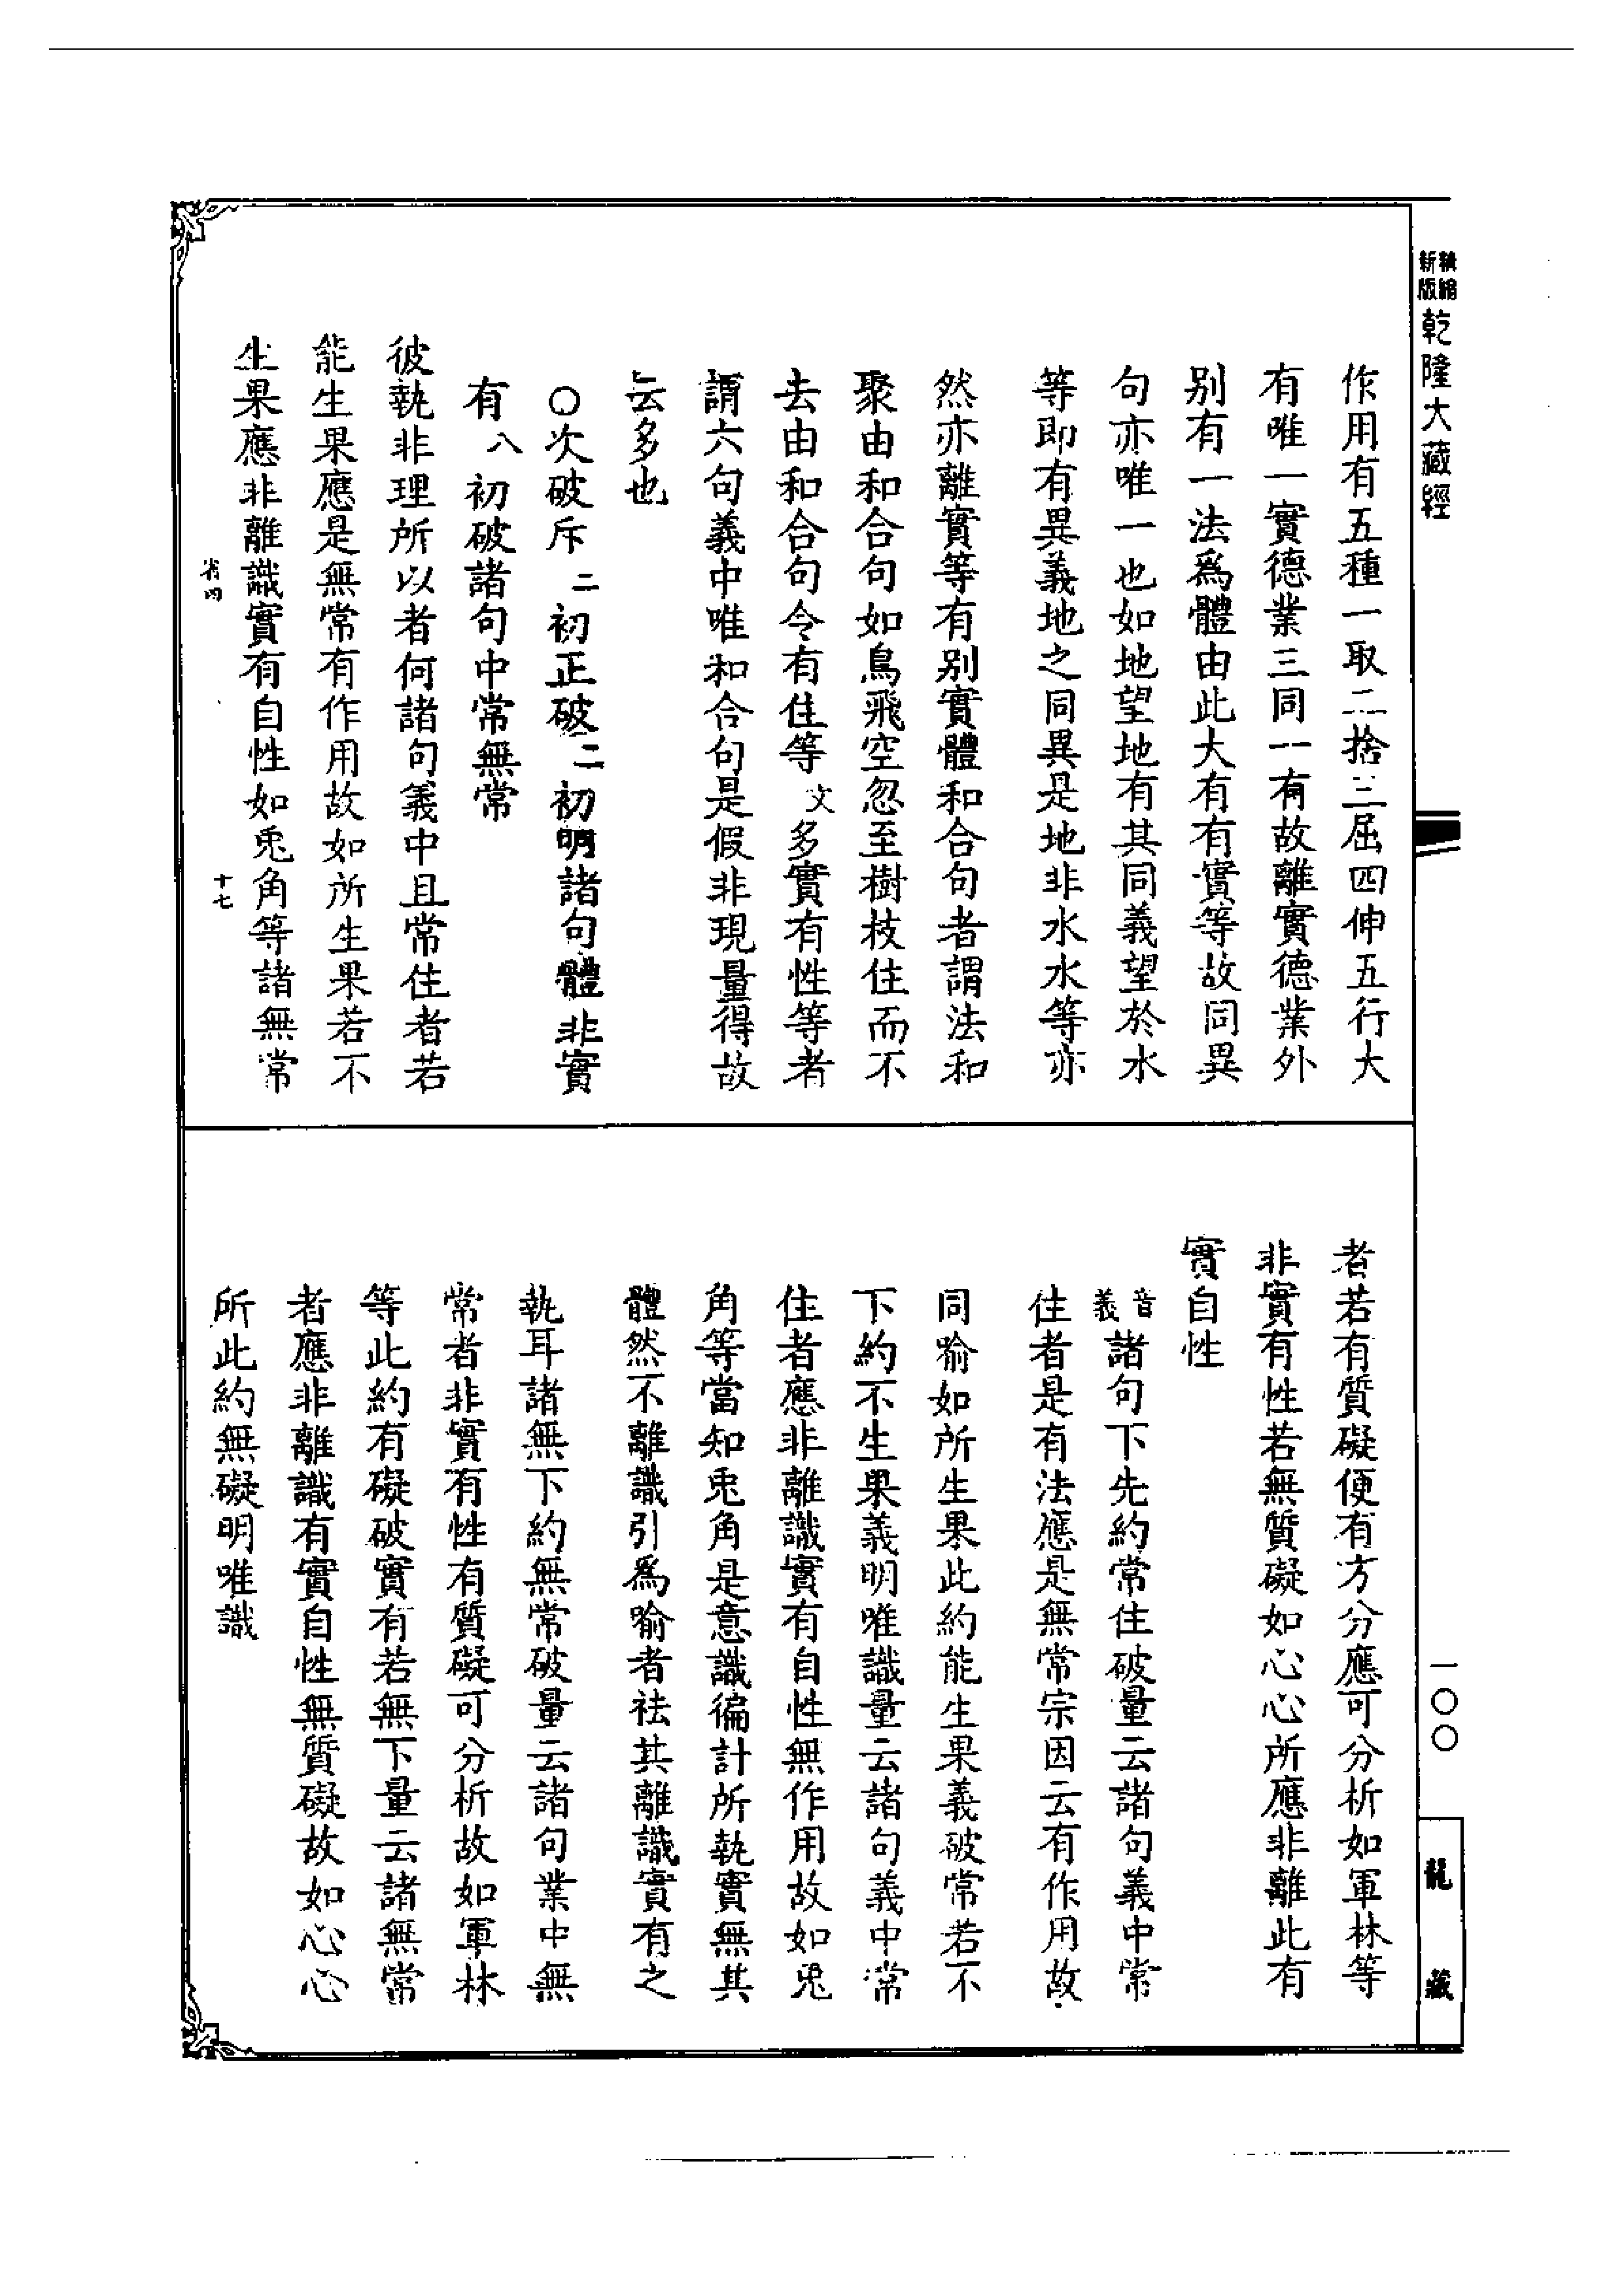 精縮
新版
乾隆大藏經
作用有五種一取二捨三屈四伸五行大
有唯一實德業三同一有故離實德業外
別有一法為體由此大有有實等故同異
句亦唯一也如地望地有其同義望於水
等即有異義地之同異是地非水水等亦
然亦離實等有別實體和合句者謂法和
聚由和合句如鳥飛空忽至樹枝住而不
去由和合句令有住等文多實有性等者
謂六句義中唯和合句是假非現量得故
云多也
○次破斥二初正破二初明諸句體非實
有八初破諸句中常無常
彼執非理所以者何諸句義中且常住者若
能生果應是無常有作用故如所生果若不
生果應非離識實有自性如兎角等諸無常
省四
十七
者若有質礙便有方分應可分析如軍林等
非實有性若無質礙如心心所應非離此有
實自性
音義諸句下先約常住破量云諸句義中常
住者是有法應是無常宗因云有作用故
同喻如所生果此約能生果義破常若不
下約不生果義明唯識量云諸句義中常
住者應非離識實有自性無作用故如兎
角等當知兎角是意識徧計所執實無其
體然不離識引為喻者祛其離識實有之
執耳諸無下約無常破量云諸句業中無
常者非實有性有質礙可分析故如軍林
等此約有礙破實有若無下量云諸無常
者應非離識有實自性無質礙故如心心
所此約無礙明唯識
一〇〇
龍藏